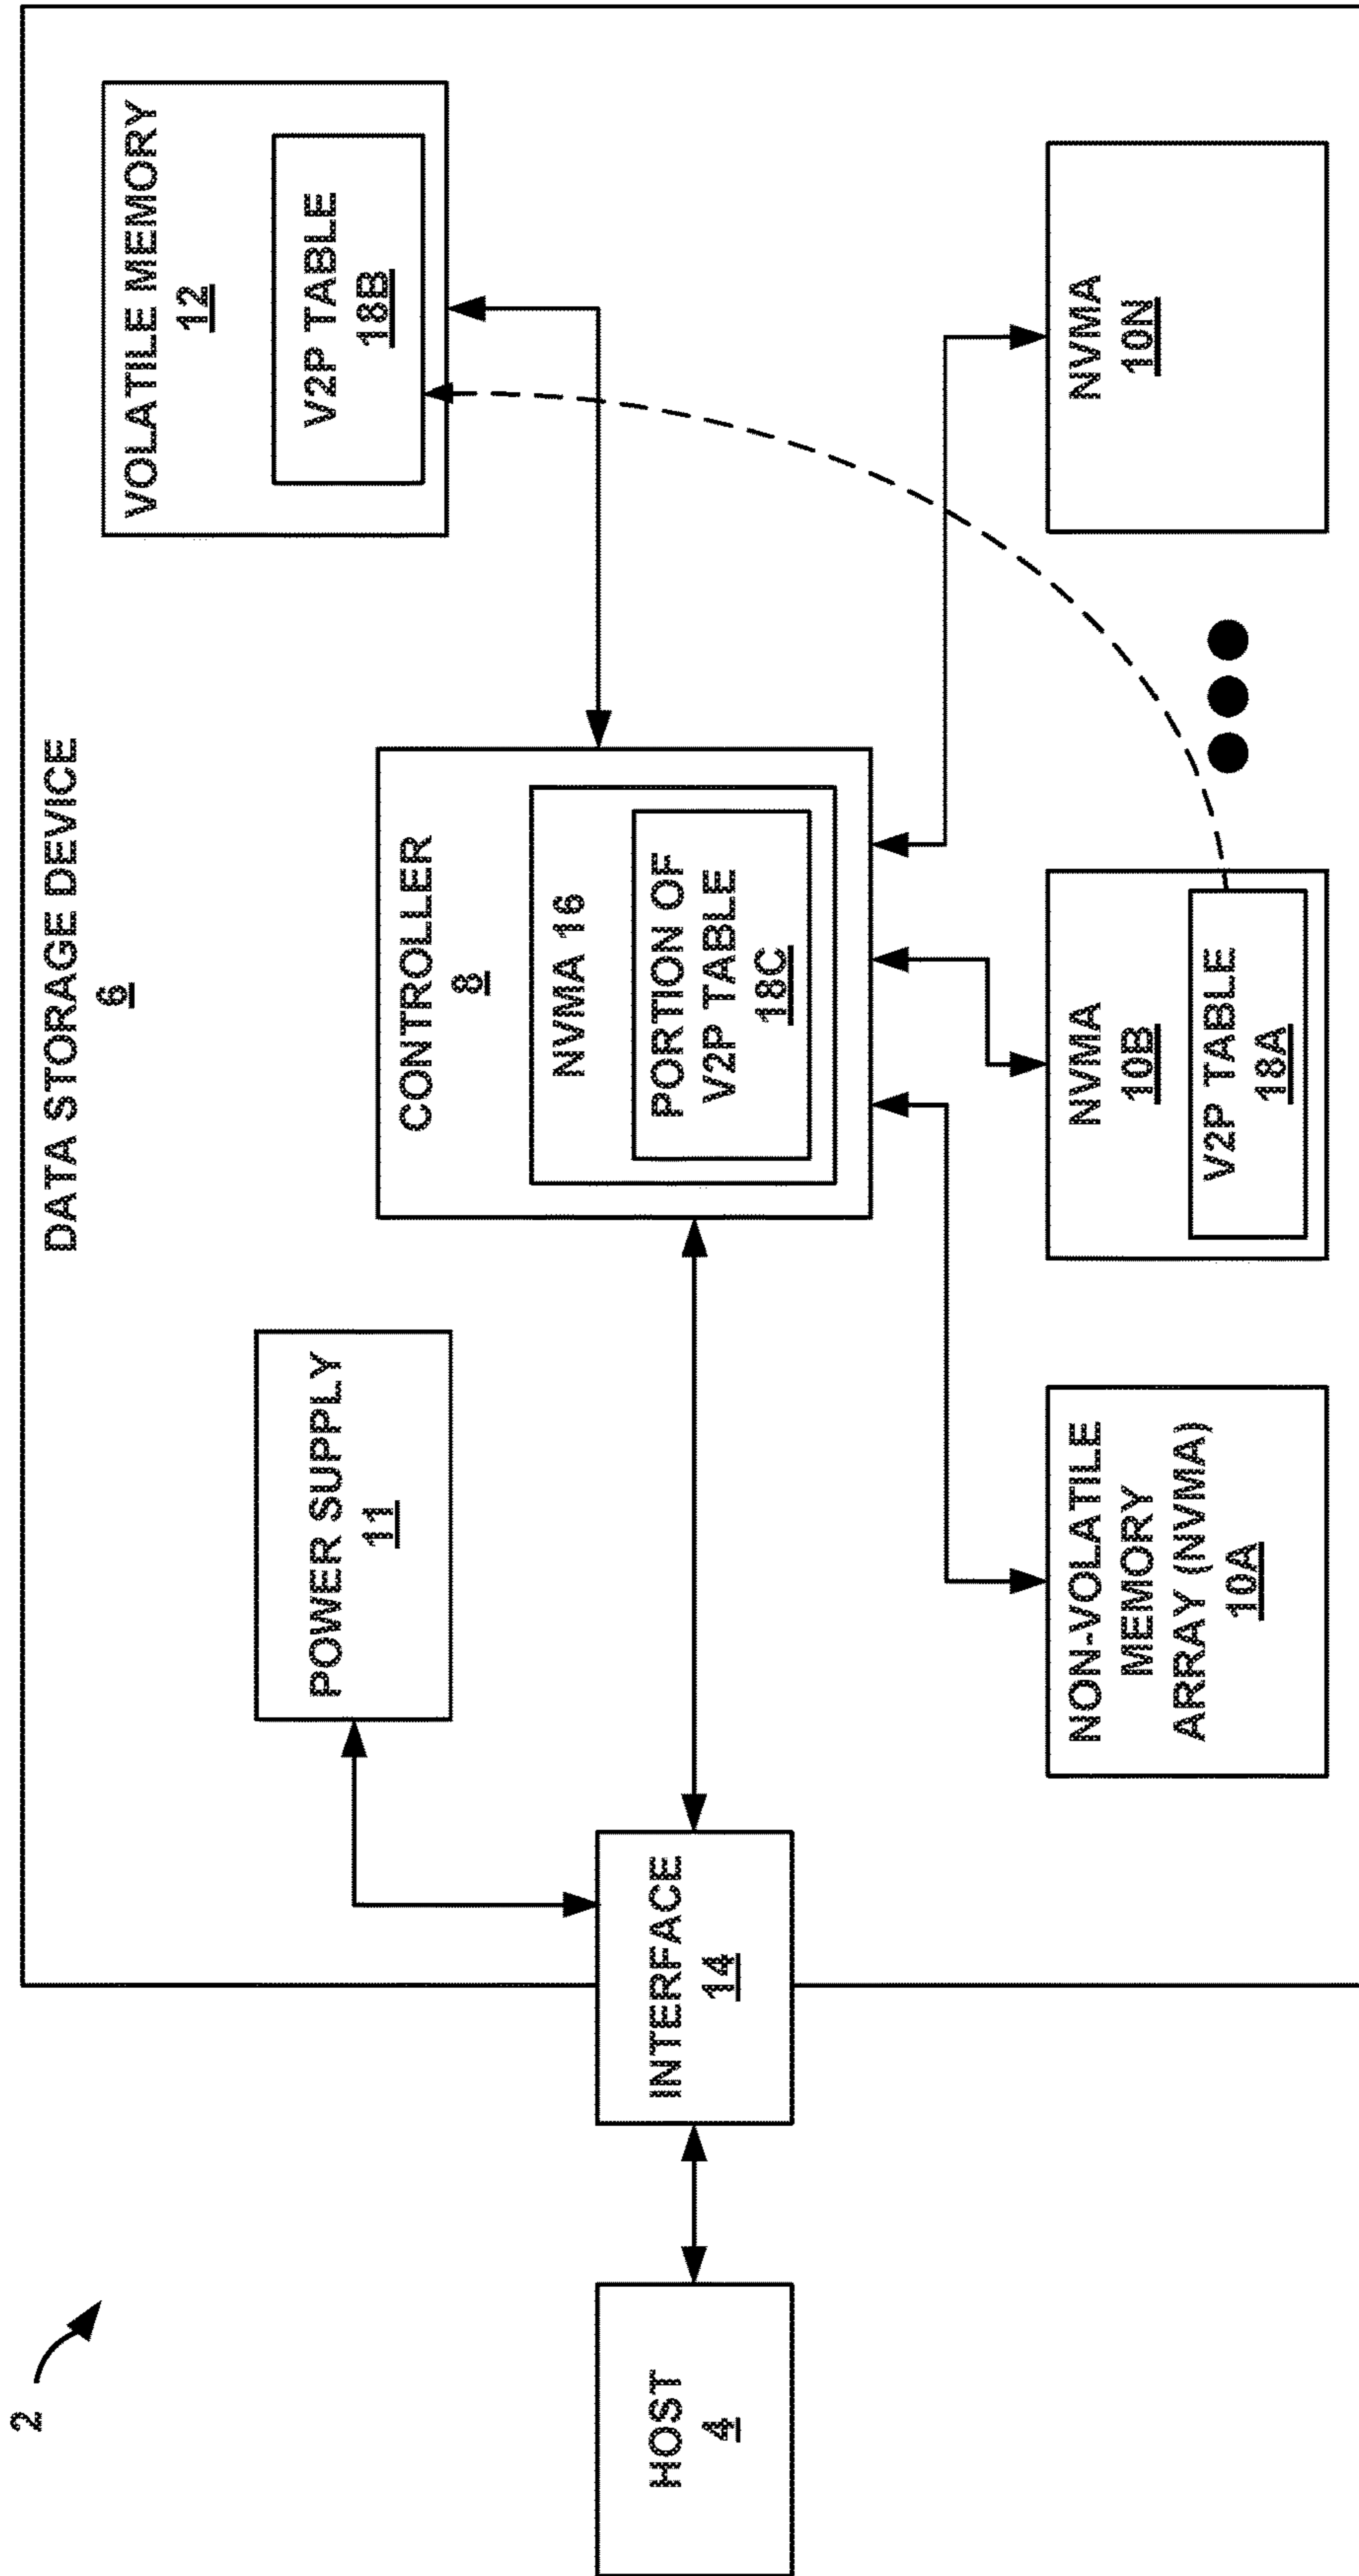 2
DATA STORAGE DEVICE
6
POWER SUPPLY
11
VOLATILE MEMORY
12
V2P TABLE
18B
CONTROLLER
8
NVMA 16
PORTION OF
V2P TABLE
18C
HOST
4
INTERFACE
14
NON-VOLATILE
MEMORY
ARRAY (NVMA)
10A
NVMA
10B
V2P TABLE
18A
NVMA
10N